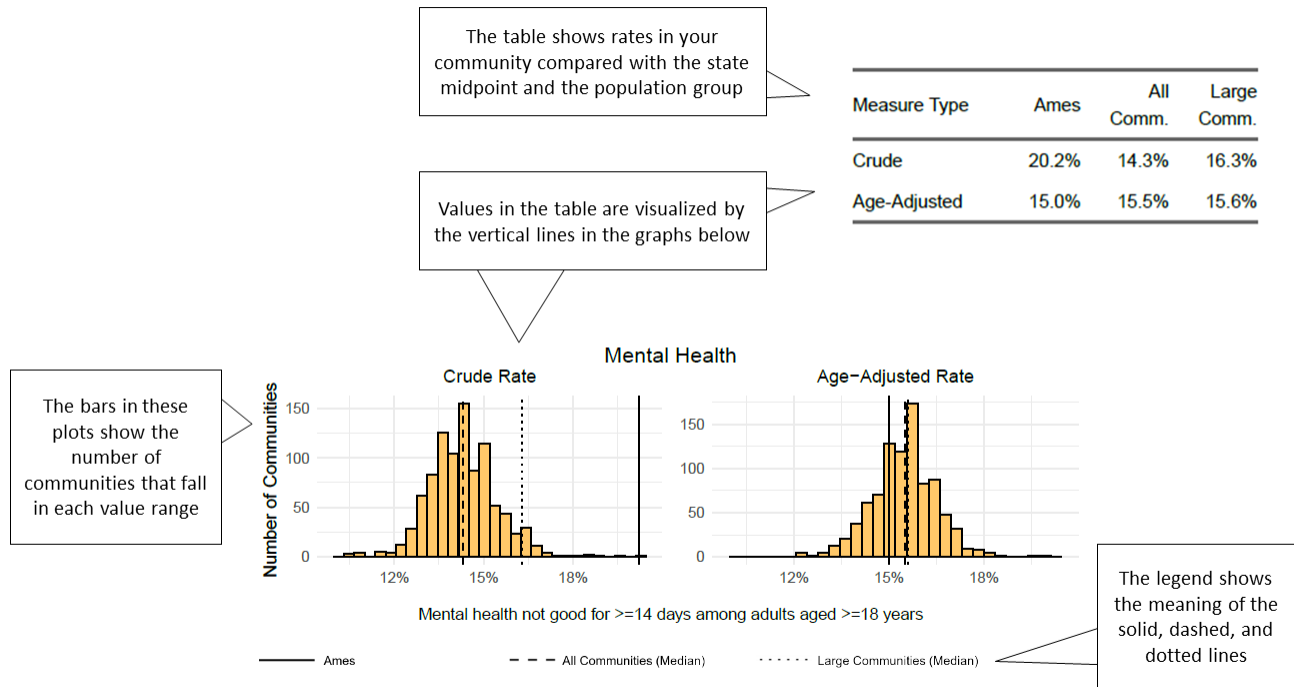 The table shows rates in your
community compared with the state
midpoint and the population group
Measure Type Ames All Comm. Large Comm.
Crude 20.2% 14.3% 16.3%
Age-Adjusted 15.0% 15.5% 15.6%
Values in the table are visualized by
the vertical lines in the graphs below
Mental Health
Crude Rate
Age−Adjusted Rate
The bars in these
plots show the
number of
communities that fall
in each value range
Number of Communities
150
100
50
0
12% 15% 18%
150
100
50
0
12% 15% 18%
Mental health not good for >=14 days among adults aged >=18 years
Ames All Communities (Median) Large Communities (Median)
The legend shows
the meaning of the
solid, dashed, and
dotted lines